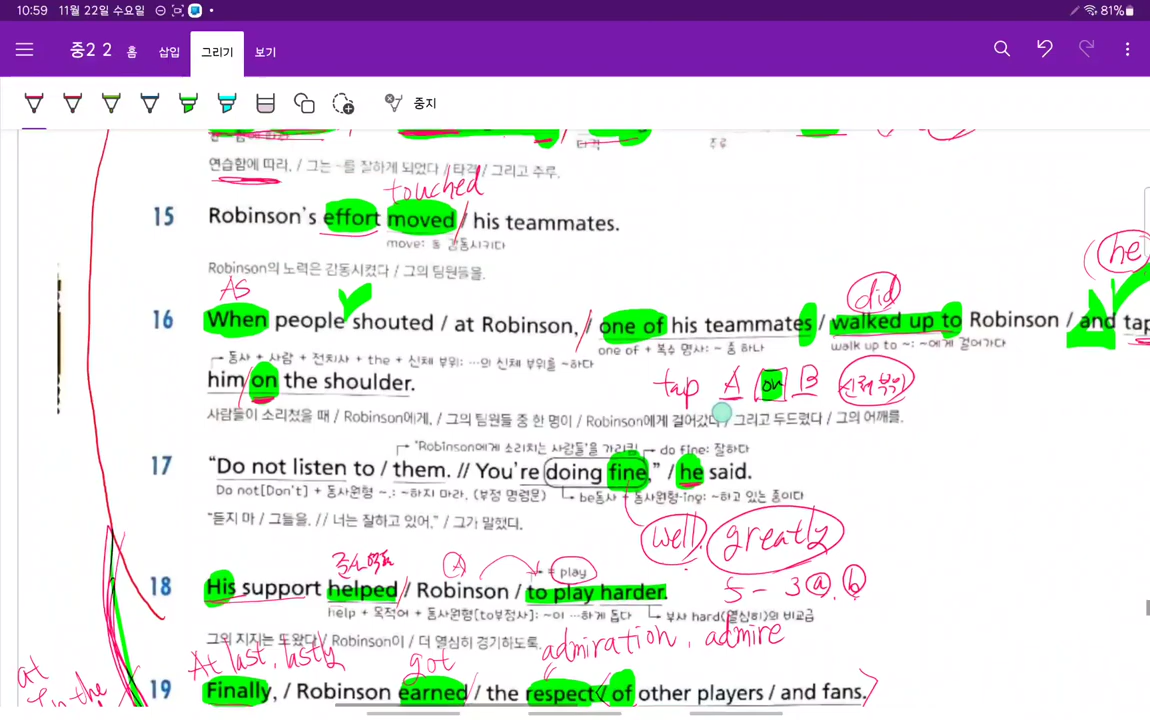 10:59 11월 22일 수요일 81%
중2 2 홈 삽입 그리기 보기
중지
타격 주루
연습함에 따라, / 그는 ~를 잘하게 되었다 / 타격 / 그리고 주루.
touched
15 Robinson's effort moved / his teammates.
move: 동 감동시키다
Robinson의 노력은 감동시켰다 / 그의 팀원들을.
he
As
did
16 When people shouted / at Robinson, / one of his teammates / walked up to Robinson / and tap
one of + 복수 명사: ~ 중 하나 walk up to ~: ~에게 걸어가다
동사 + 사람 + 전치사 + the + 신체 부위: …의 신체 부위를 ~하다
him on the shoulder.
tap A on B 신체 부위
사람들이 소리쳤을 때 / Robinson에게, / 그의 팀원들 중 한 명이 / Robinson에게 걸어갔다 / 그리고 두드렸다 / 그의 어깨를.
"Robinson에게 소리치는 사람들"을 가리킴 do fine: 잘하다
17 "Do not listen to / them. // You're doing fine," / he said.
Do not[Don't] + 동사원형 ~.: ~하지 마라. (부정 명령문) be동사 + 동사원형-ing: ~하고 있는 중이다
"듣지 마 / 그들을. // 너는 잘하고 있어," / 그가 말했다.
well. greatly
A = play
18 His support helped / Robinson / to play harder.
5 - 3 ⓐ, ⓑ
help + 목적어 + 동사원형[to부정사]: ~이 …하게 돕다 부사 hard(열심히)의 비교급
그의 지지는 도왔다 / Robinson이 / 더 열심히 경기하도록.
At last, lastly got admiration, admire
19 Finally, / Robinson earned / the respect of other players / and fans.
at
In the